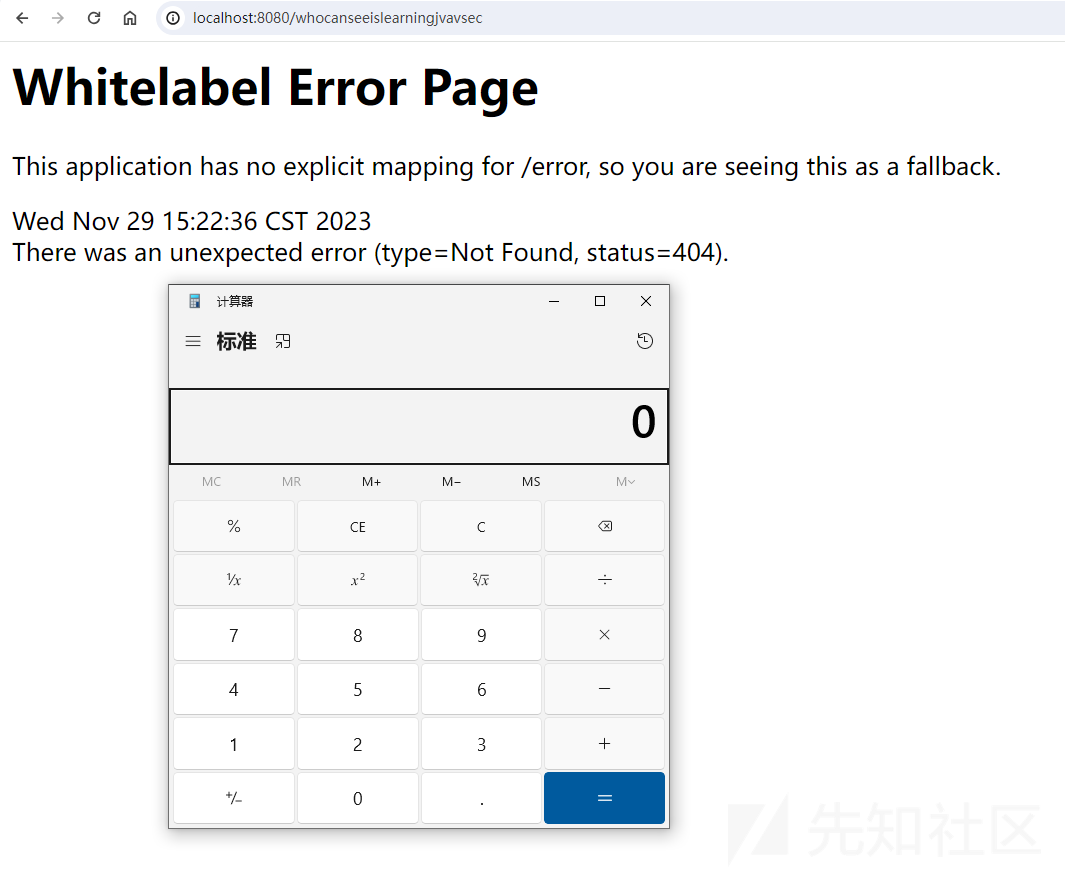 localhost:8080/whocanseeislearningjvavsec
Whitelabel Error Page
This application has no explicit mapping for /error, so you are seeing this as a fallback.
Wed Nov 29 15:22:36 CST 2023
There was an unexpected error (type=Not Found, status=404).
计算器
标准
0
MC MR M+ M− MS M˅
% CE C
⅟x x² ²√x ÷
7 8 9 ×
4 5 6 −
1 2 3 +
+/− 0 . =
先知社区